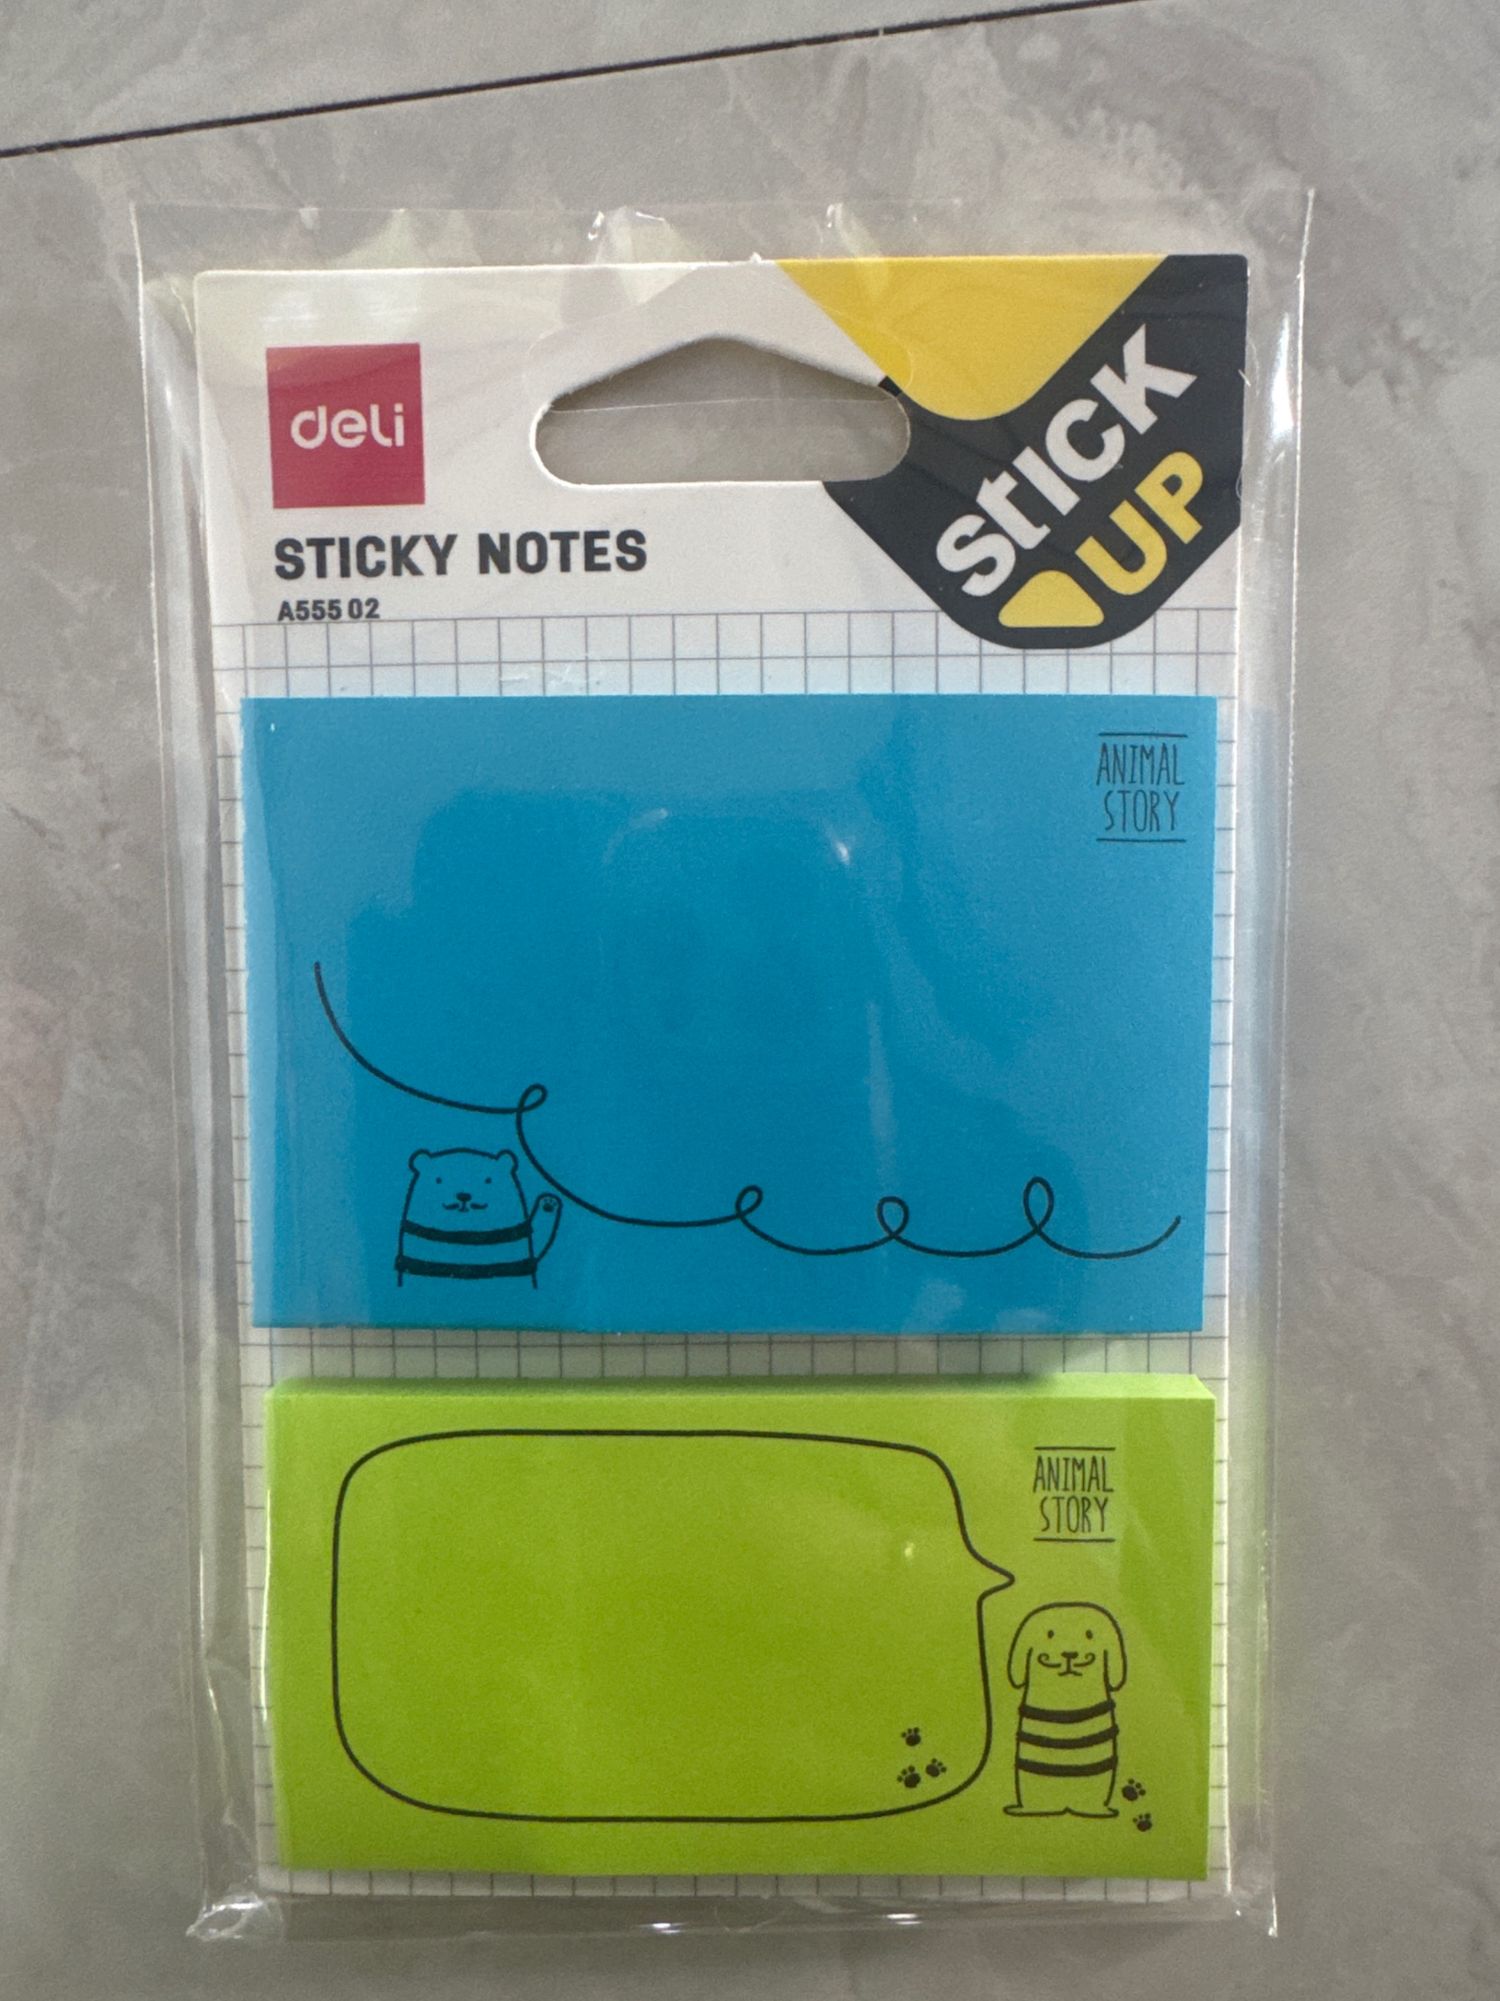 deli
STICK
UP
STICKY NOTES
A555 02
ANIMAL
STORY
ANIMAL
STORY